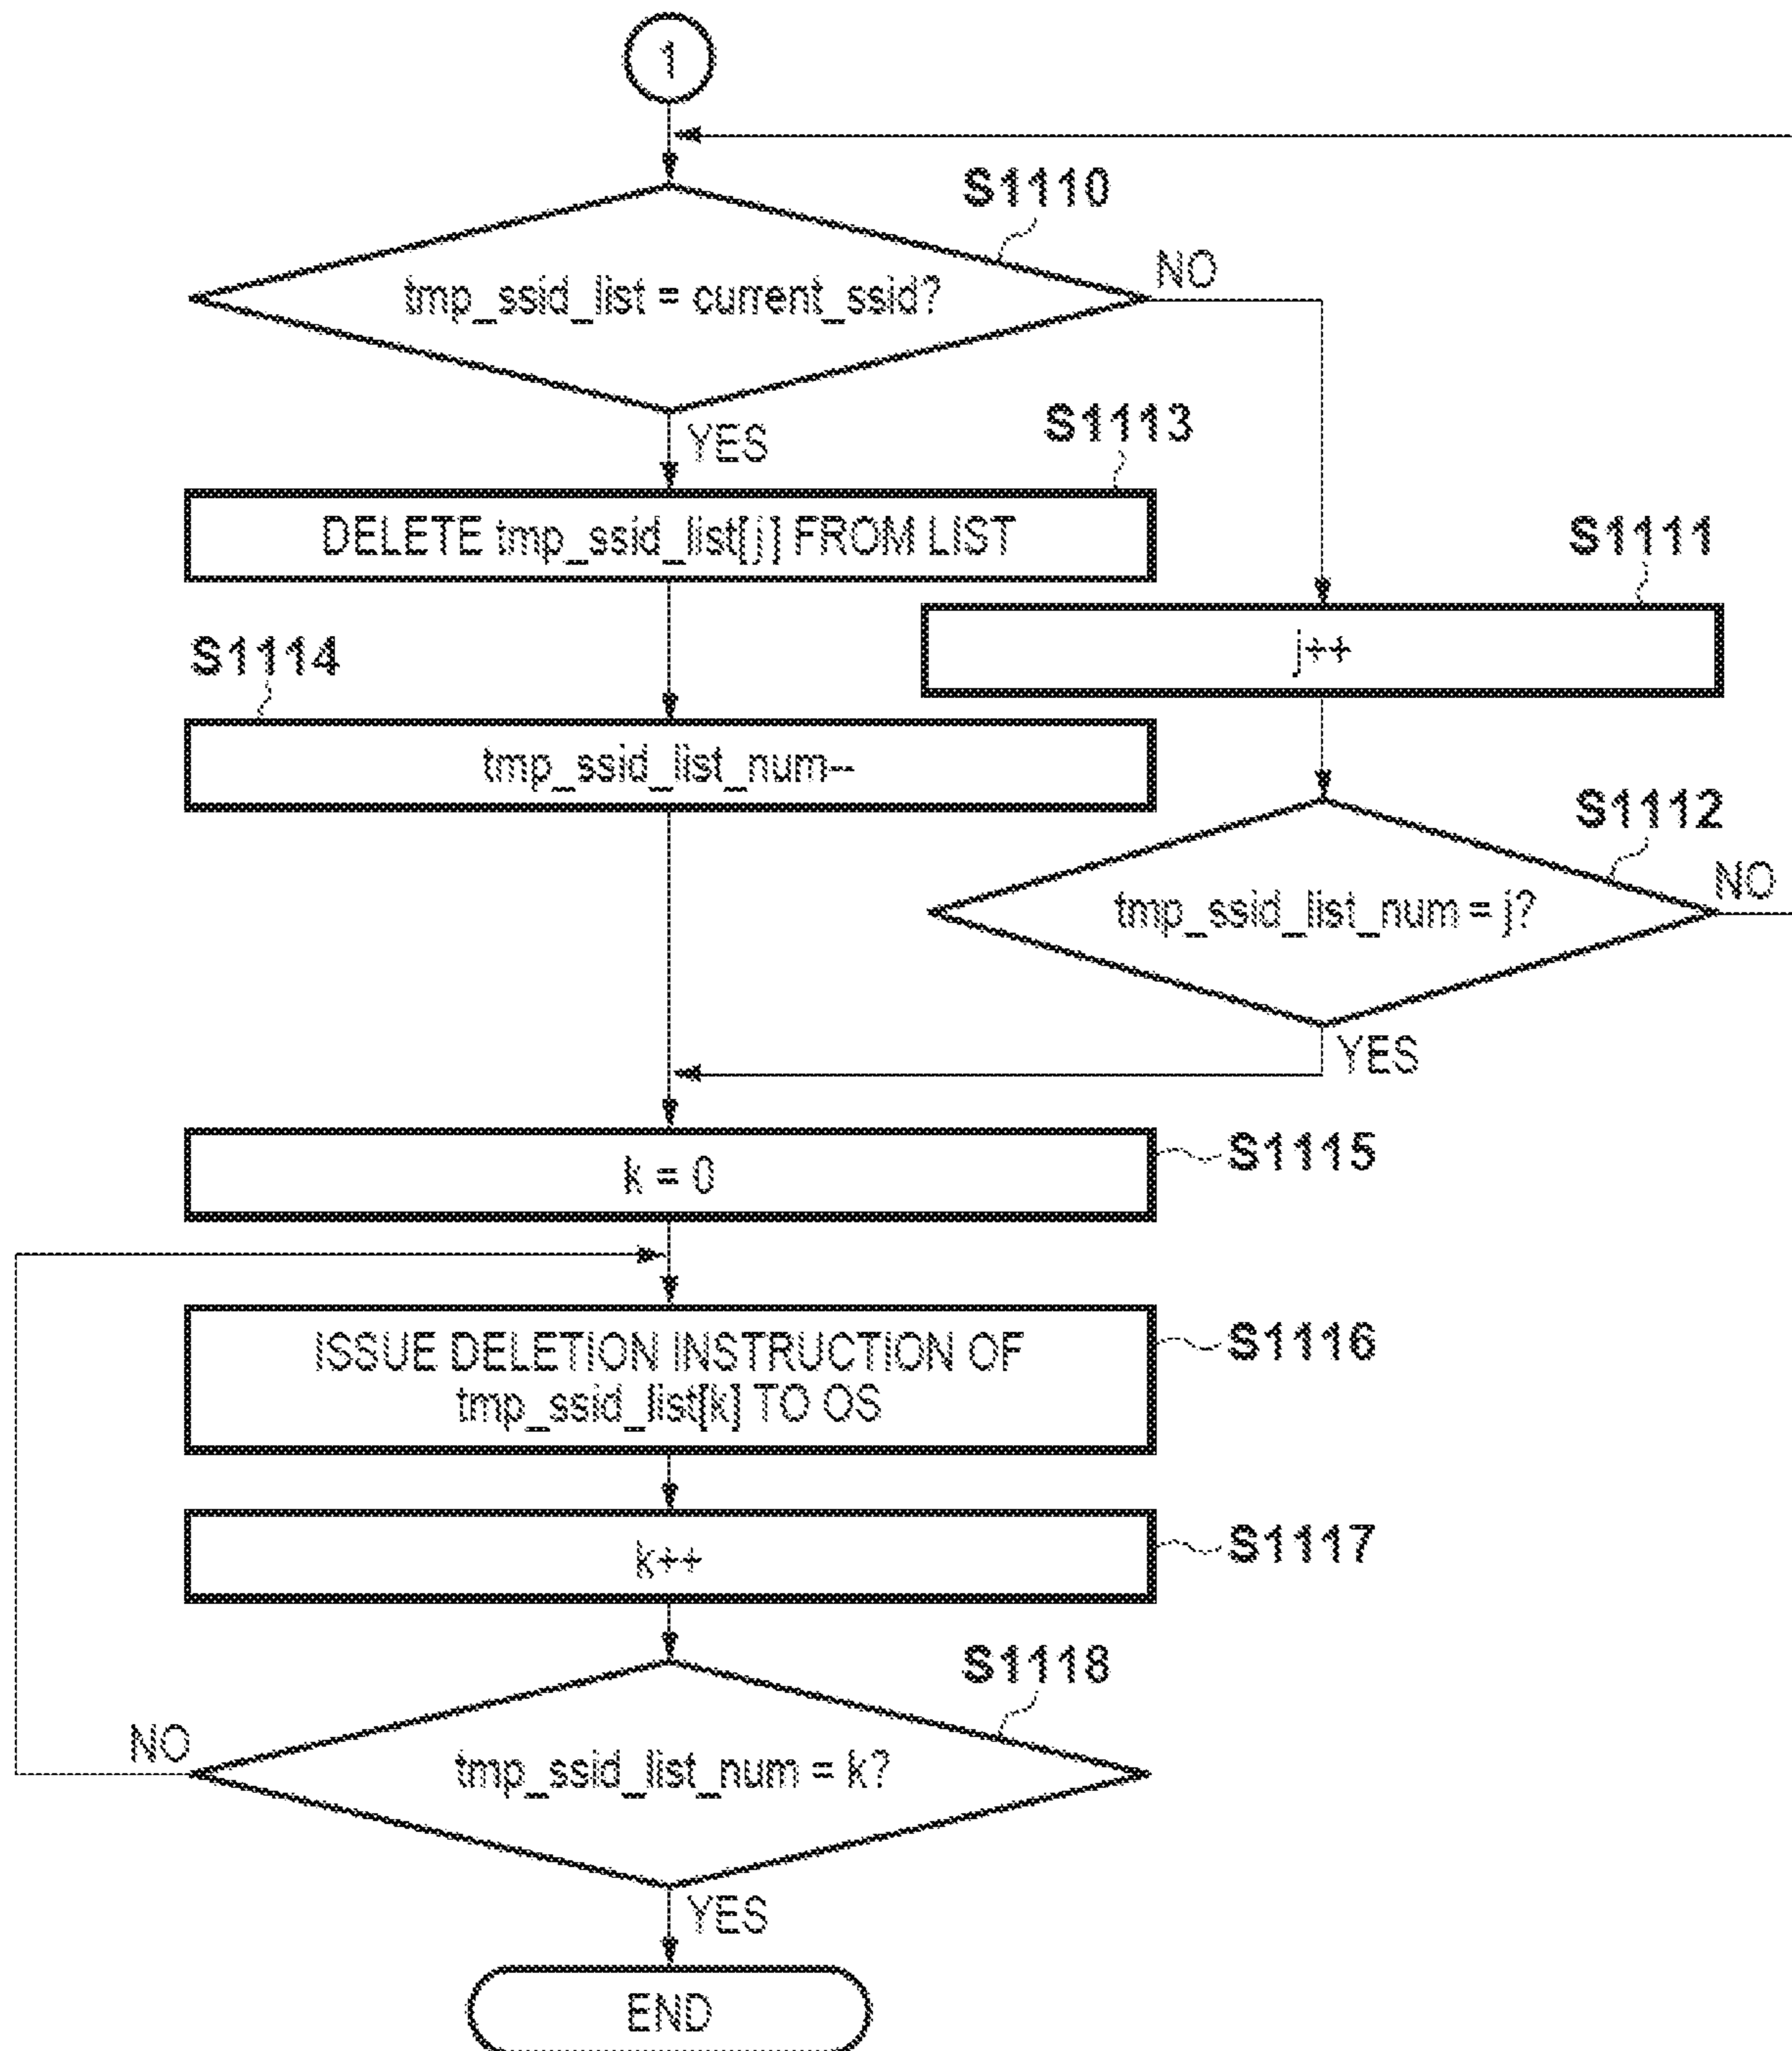 1
S1110
tmp_ssid_list = current_ssid?
NO
YES
S1113
DELETE tmp_ssid_list[j] FROM LIST
S1111
j++
S1114
tmp_ssid_list_num--
S1112
tmp_ssid_list_num = j?
NO
YES
k = 0
S1115
ISSUE DELETION INSTRUCTION OF
tmp_ssid_list[k] TO OS
S1116
k++
S1117
S1118
tmp_ssid_list_num = k?
NO
YES
END